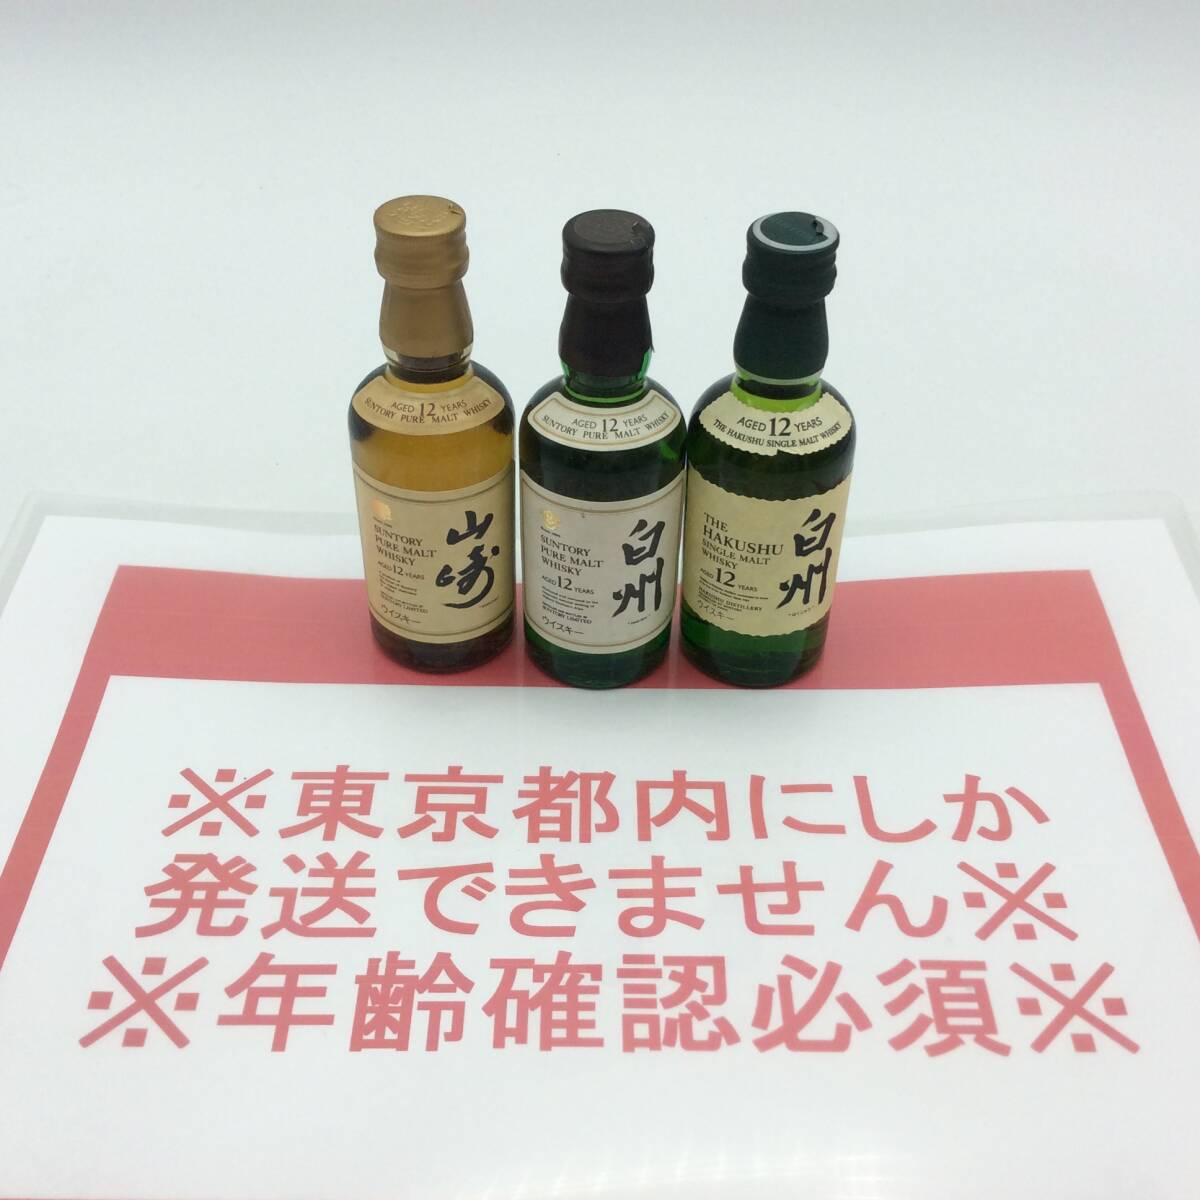 AGED 12 YEARS
SUNTORY PURE MALT WHISKY
SUNTORY
PURE MALT
WHISKY
AGED 12 YEARS
山崎
SUNTORY LIMITED
ウイスキー
AGED 12 YEARS
SUNTORY PURE MALT WHISKY
SUNTORY
PURE MALT
WHISKY
AGED 12 YEARS
白州
SUNTORY LIMITED
ウイスキー
AGED 12 YEARS
THE HAKUSHU SINGLE MALT WHISKY
THE
HAKUSHU
SINGLE MALT
WHISKY
AGED 12 YEARS
白州
HAKUSHU DISTILLERY
ウイスキー
※東京都内にしか
発送できません※
※年齢確認必須※